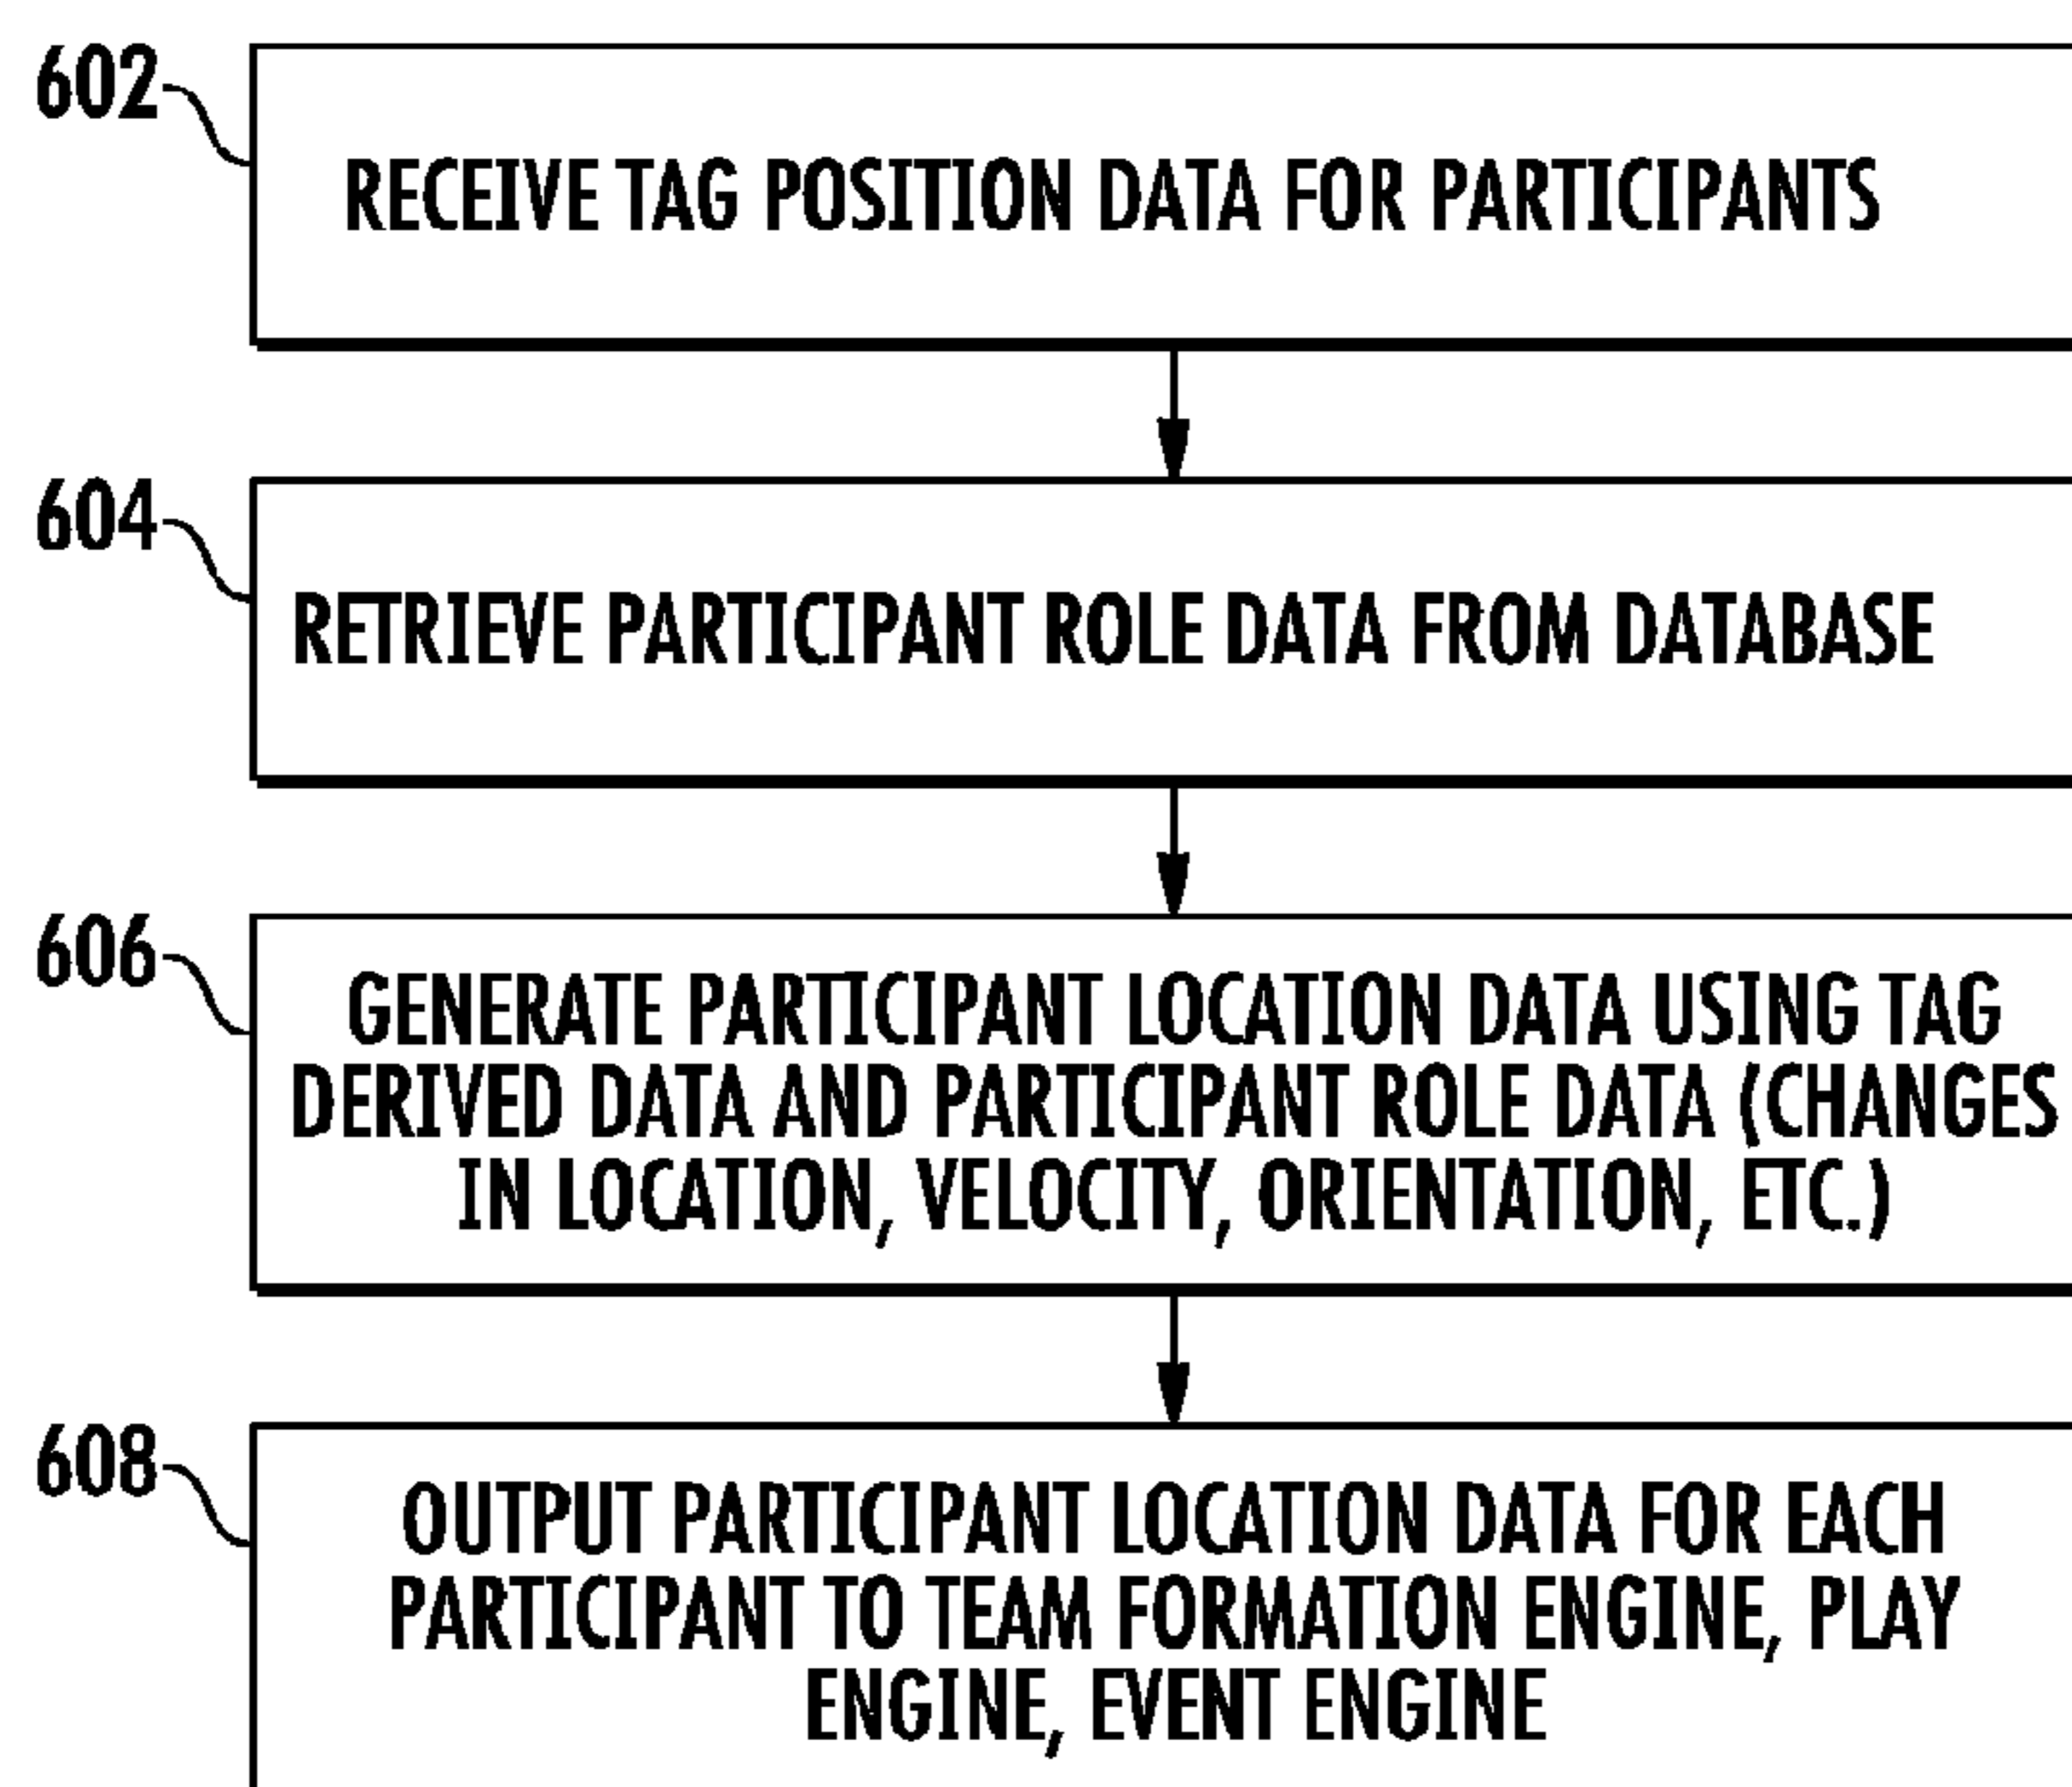 602
RECEIVE TAG POSITION DATA FOR PARTICIPANTS
604
RETRIEVE PARTICIPANT ROLE DATA FROM DATABASE
606
GENERATE PARTICIPANT LOCATION DATA USING TAG
DERIVED DATA AND PARTICIPANT ROLE DATA (CHANGES
IN LOCATION, VELOCITY, ORIENTATION, ETC.)
608
OUTPUT PARTICIPANT LOCATION DATA FOR EACH
PARTICIPANT TO TEAM FORMATION ENGINE, PLAY
ENGINE, EVENT ENGINE